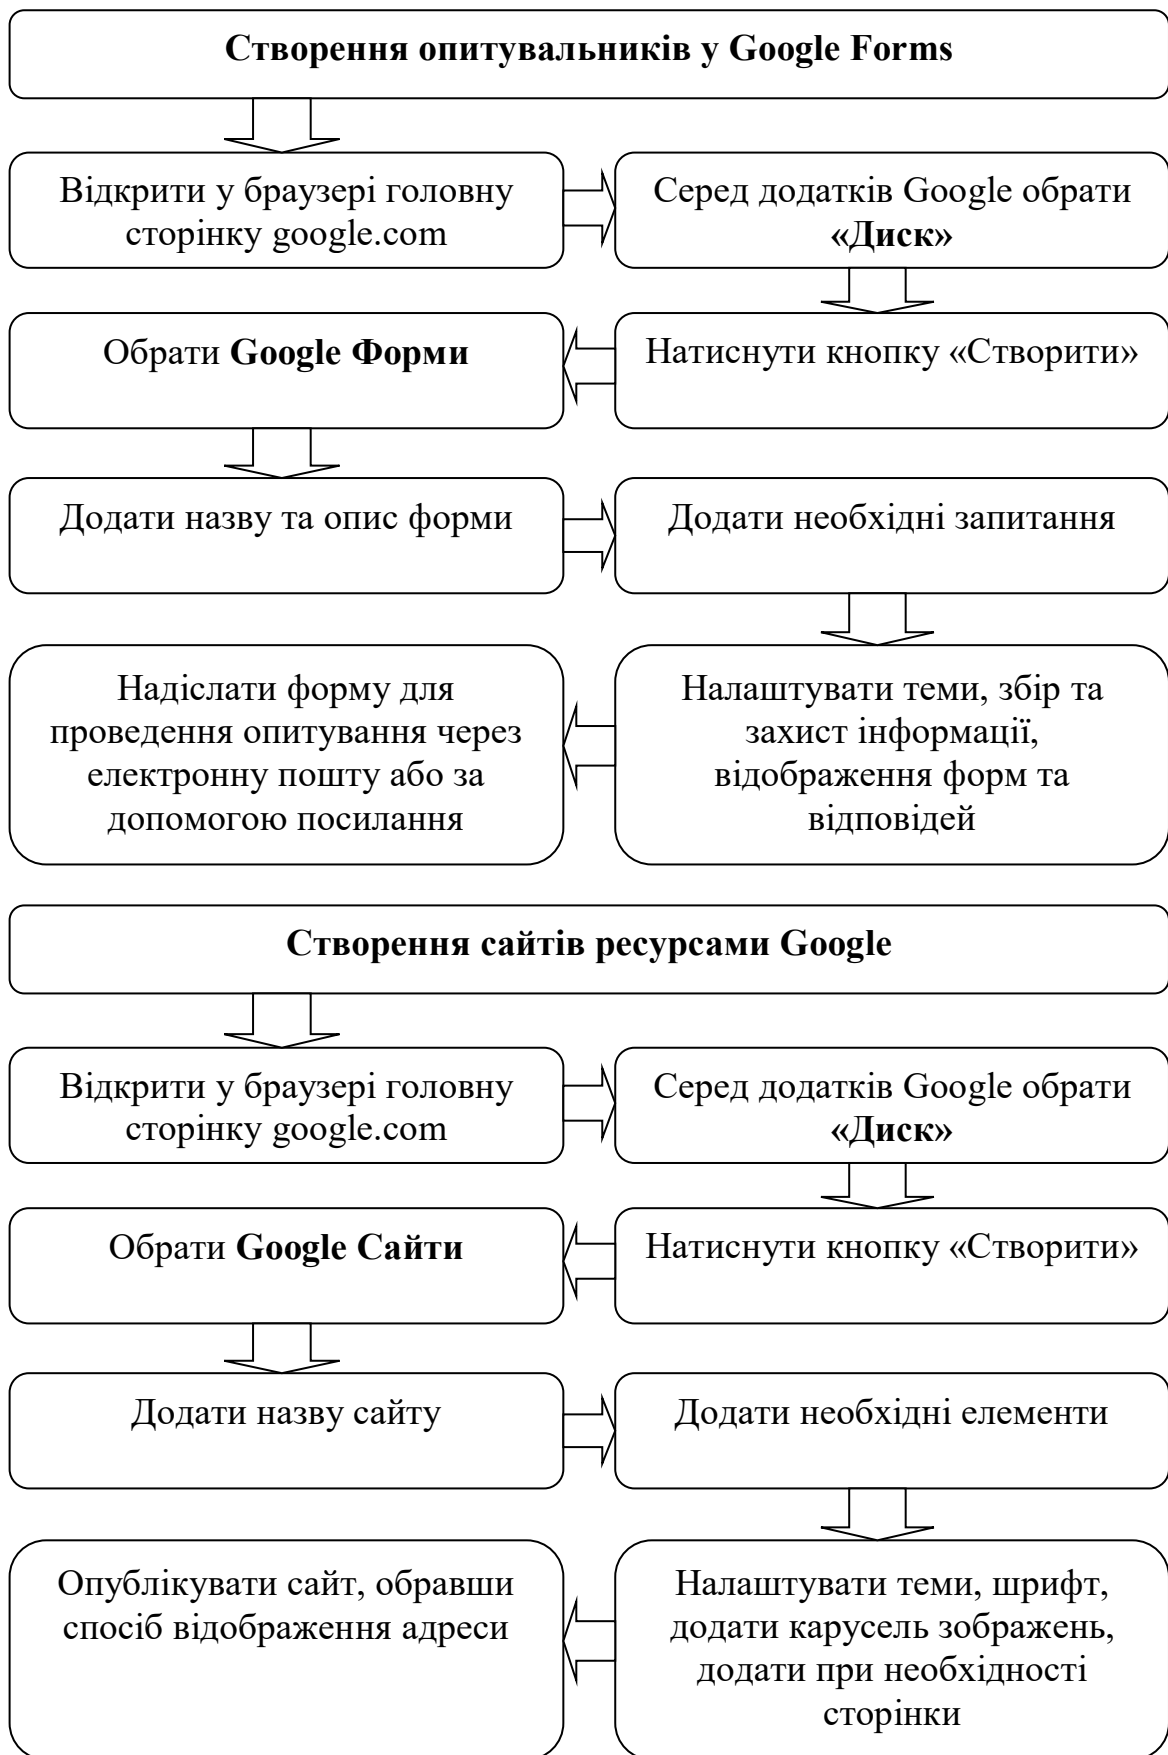 Створення опитувальників у Google Forms
Відкрити у браузері головну
сторінку google.com
Серед додатків Google обрати
«Диск»
Натиснути кнопку «Створити»
Обрати Google Форми
Додати назву та опис форми
Додати необхідні запитання
Налаштувати теми, збір та
захист інформації,
відображення форм та
відповідей
Надіслати форму для
проведення опитування через
електронну пошту або за
допомогою посилання
Створення сайтів ресурсами Google
Відкрити у браузері головну
сторінку google.com
Серед додатків Google обрати
«Диск»
Натиснути кнопку «Створити»
Обрати Google Сайти
Додати назву сайту
Додати необхідні елементи
Налаштувати теми, шрифт,
додати карусель зображень,
додати при необхідності
сторінки
Опублікувати сайт, обравши
спосіб відображення адреси